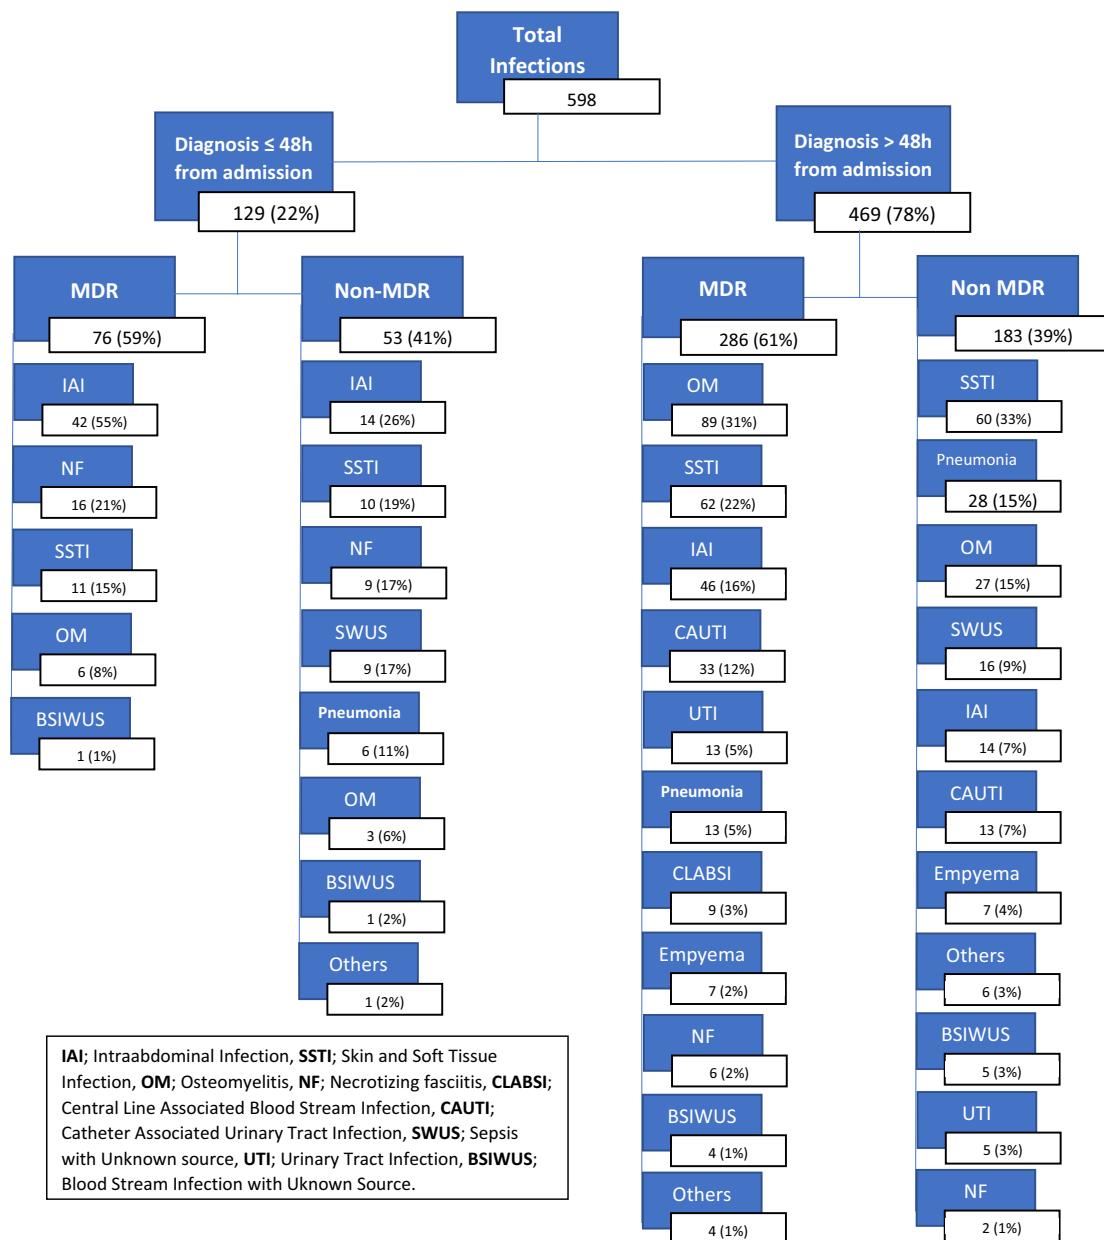 Total
Infections
598
Diagnosis ≤ 48h
from admission
129 (22%)
Diagnosis > 48h
from admission
469 (78%)
MDR
76 (59%)
IAI
42 (55%)
NF
16 (21%)
SSTI
11 (15%)
OM
6 (8%)
BSIWUS
1 (1%)
Non-MDR
53 (41%)
IAI
14 (26%)
SSTI
10 (19%)
NF
9 (17%)
SWUS
9 (17%)
Pneumonia
6 (11%)
OM
3 (6%)
BSIWUS
1 (2%)
Others
1 (2%)
MDR
286 (61%)
OM
89 (31%)
SSTI
62 (22%)
IAI
46 (16%)
CAUTI
33 (12%)
UTI
13 (5%)
Pneumonia
13 (5%)
CLABSI
9 (3%)
Empyema
7 (2%)
NF
6 (2%)
BSIWUS
4 (1%)
Others
4 (1%)
Non MDR
183 (39%)
SSTI
60 (33%)
Pneumonia
28 (15%)
OM
27 (15%)
SWUS
16 (9%)
IAI
14 (7%)
CAUTI
13 (7%)
Empyema
7 (4%)
Others
6 (3%)
BSIWUS
5 (3%)
UTI
5 (3%)
NF
2 (1%)
IAI; Intraabdominal Infection, SSTI; Skin and Soft Tissue
Infection, OM; Osteomyelitis, NF; Necrotizing fasciitis, CLABSI;
Central Line Associated Blood Stream Infection, CAUTI;
Catheter Associated Urinary Tract Infection, SWUS; Sepsis
with Unknown source, UTI; Urinary Tract Infection, BSIWUS;
Blood Stream Infection with Uknown Source.